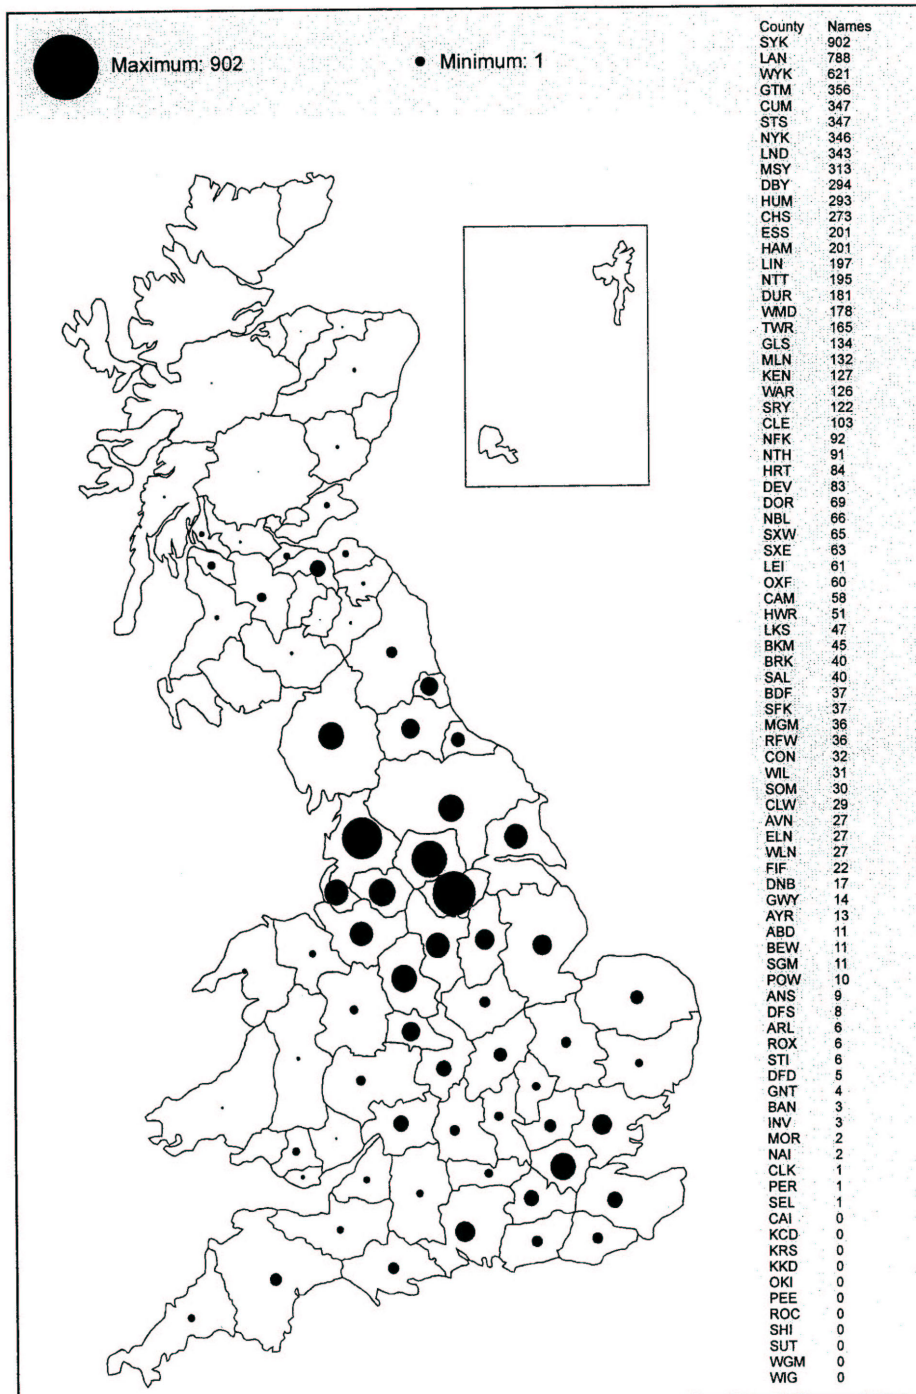 Maximum: 902
Minimum: 1
County Names
SYK 902
LAN 788
WYK 621
GTM 356
CUM 347
STS 347
NYK 346
LND 343
MSY 313
DBY 294
HUM 293
CHS 273
ESS 201
HAM 201
LIN 197
NTT 195
DUR 181
WMD 178
TWR 165
GLS 134
MLN 132
KEN 127
WAR 126
SRY 122
CLE 103
NFK 92
NTH 91
HRT 84
DEV 83
DOR 69
NBL 66
SXW 65
SXE 63
LEI 61
OXF 60
CAM 58
HWR 51
LKS 47
BKM 45
BRK 40
SAL 40
BDF 37
SFK 37
MGM 36
RFW 36
CON 32
WIL 31
SOM 30
CLW 29
AVN 27
ELN 27
WLN 27
FIF 22
DNB 17
GWY 14
AYR 13
ABD 11
BEW 11
SGM 11
POW 10
ANS 9
DFS 8
ARL 6
ROX 6
STI 6
DFD 5
GNT 4
BAN 3
INV 3
MOR 2
NAI 2
CLK 1
PER 1
SEL 1
CAI 0
KCD 0
KRS 0
KKD 0
OKI 0
PEE 0
ROC 0
SHI 0
SUT 0
WGM 0
WIG 0